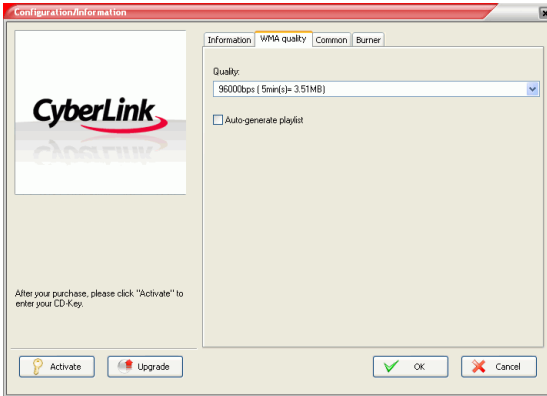 Configuration/Information
Information
WMA quality
Common
Burner
Quality:
96000bps ( 5min(s)= 3.51MB)
Auto-generate playlist
CyberLink
After your purchase, please click "Activate" to
enter your CD-Key.
Activate
Upgrade
OK
Cancel